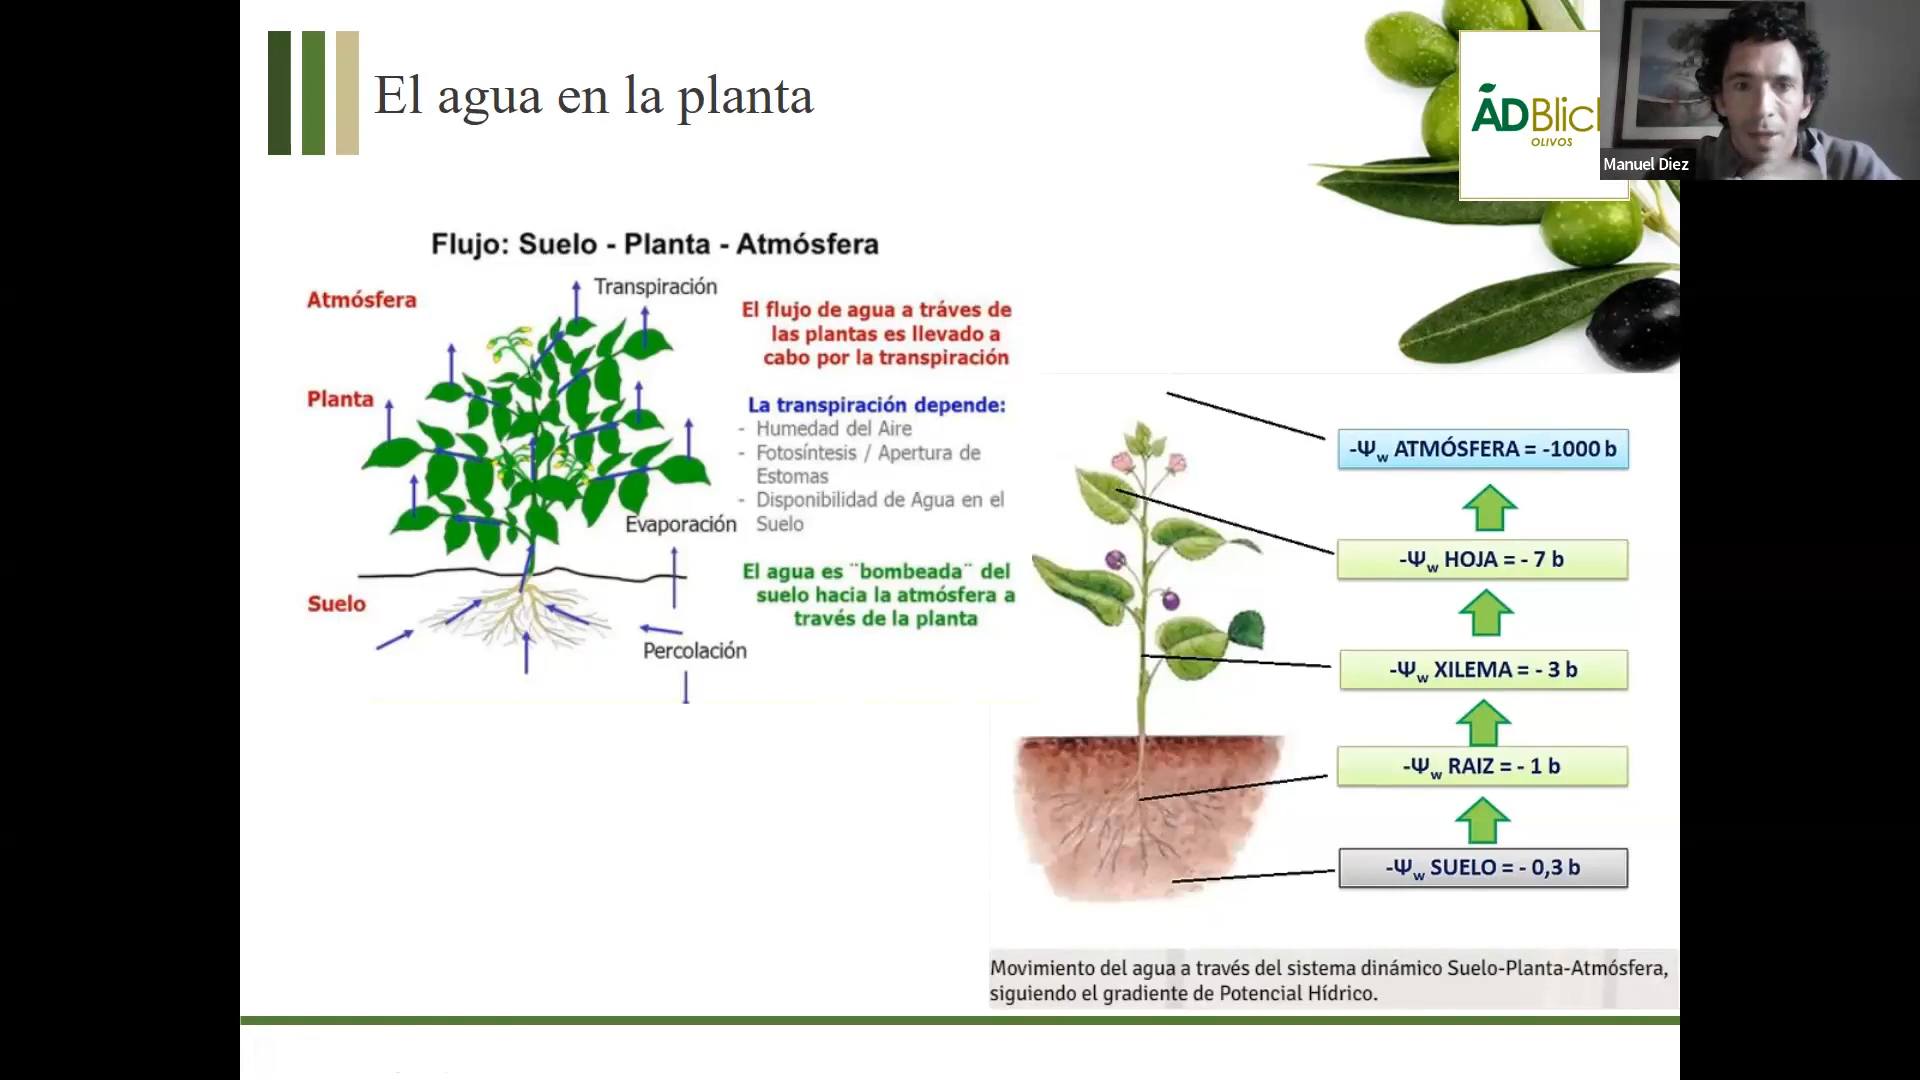 El agua en la planta
ADBlic
OLIVOS
Manuel Diez
Flujo: Suelo - Planta - Atmósfera
Atmósfera
Transpiración
Planta
Evaporación
Suelo
Percolación
El flujo de agua a tráves de
las plantas es llevado a
cabo por la transpiración
La transpiración depende:
- Humedad del Aire
- Fotosíntesis / Apertura de
Estomas
- Disponibilidad de Agua en el
Suelo
El agua es ¨bombeada¨ del
suelo hacia la atmósfera a
través de la planta
-Ψw ATMÓSFERA = -1000 b
-Ψw HOJA = - 7 b
-Ψw XILEMA = - 3 b
-Ψw RAIZ = - 1 b
-Ψw SUELO = - 0,3 b
Movimiento del agua a través del sistema dinámico Suelo-Planta-Atmósfera,
siguiendo el gradiente de Potencial Hídrico.